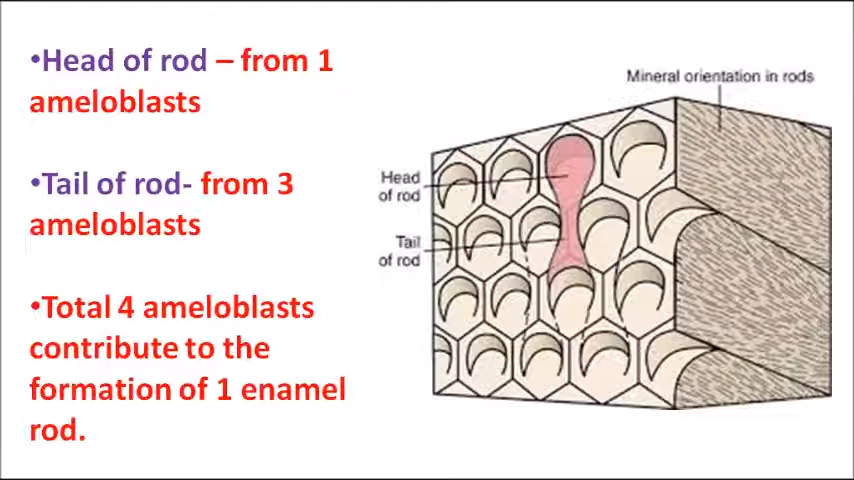 •Head of rod – from 1
ameloblasts
•Tail of rod- from 3
ameloblasts
•Total 4 ameloblasts
contribute to the
formation of 1 enamel
rod.
Mineral orientation in rods
Head
of rod
Tail
of rod